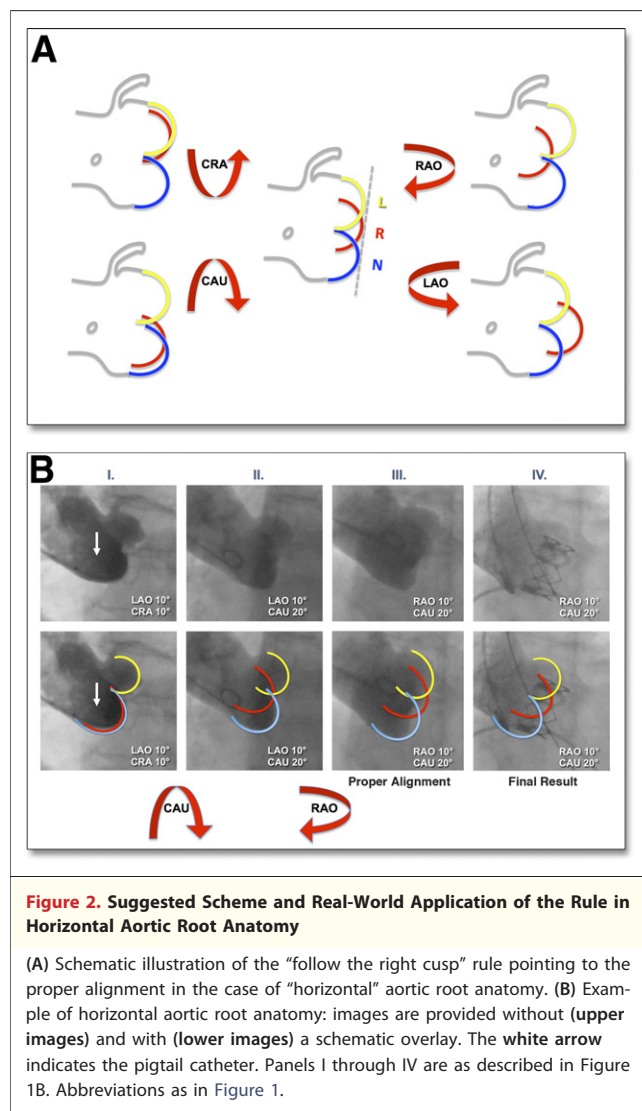 A
CRA
RAO
L
R
N
CAU
LAO
B
I.
II.
III.
IV.
LAO 10°
CRA 10°
LAO 10°
CAU 20°
RAO 10°
CAU 20°
RAO 10°
CAU 20°
LAO 10°
CRA 10°
LAO 10°
CAU 20°
RAO 10°
CAU 20°
RAO 10°
CAU 20°
Proper Alignment
Final Result
CAU
RAO
Figure 2. Suggested Scheme and Real-World Application of the Rule in
Horizontal Aortic Root Anatomy
(A) Schematic illustration of the “follow the right cusp” rule pointing to the
proper alignment in the case of “horizontal” aortic root anatomy. (B) Exam-
ple of horizontal aortic root anatomy: images are provided without (upper
images) and with (lower images) a schematic overlay. The white arrow
indicates the pigtail catheter. Panels I through IV are as described in Figure
1B. Abbreviations as in Figure 1.